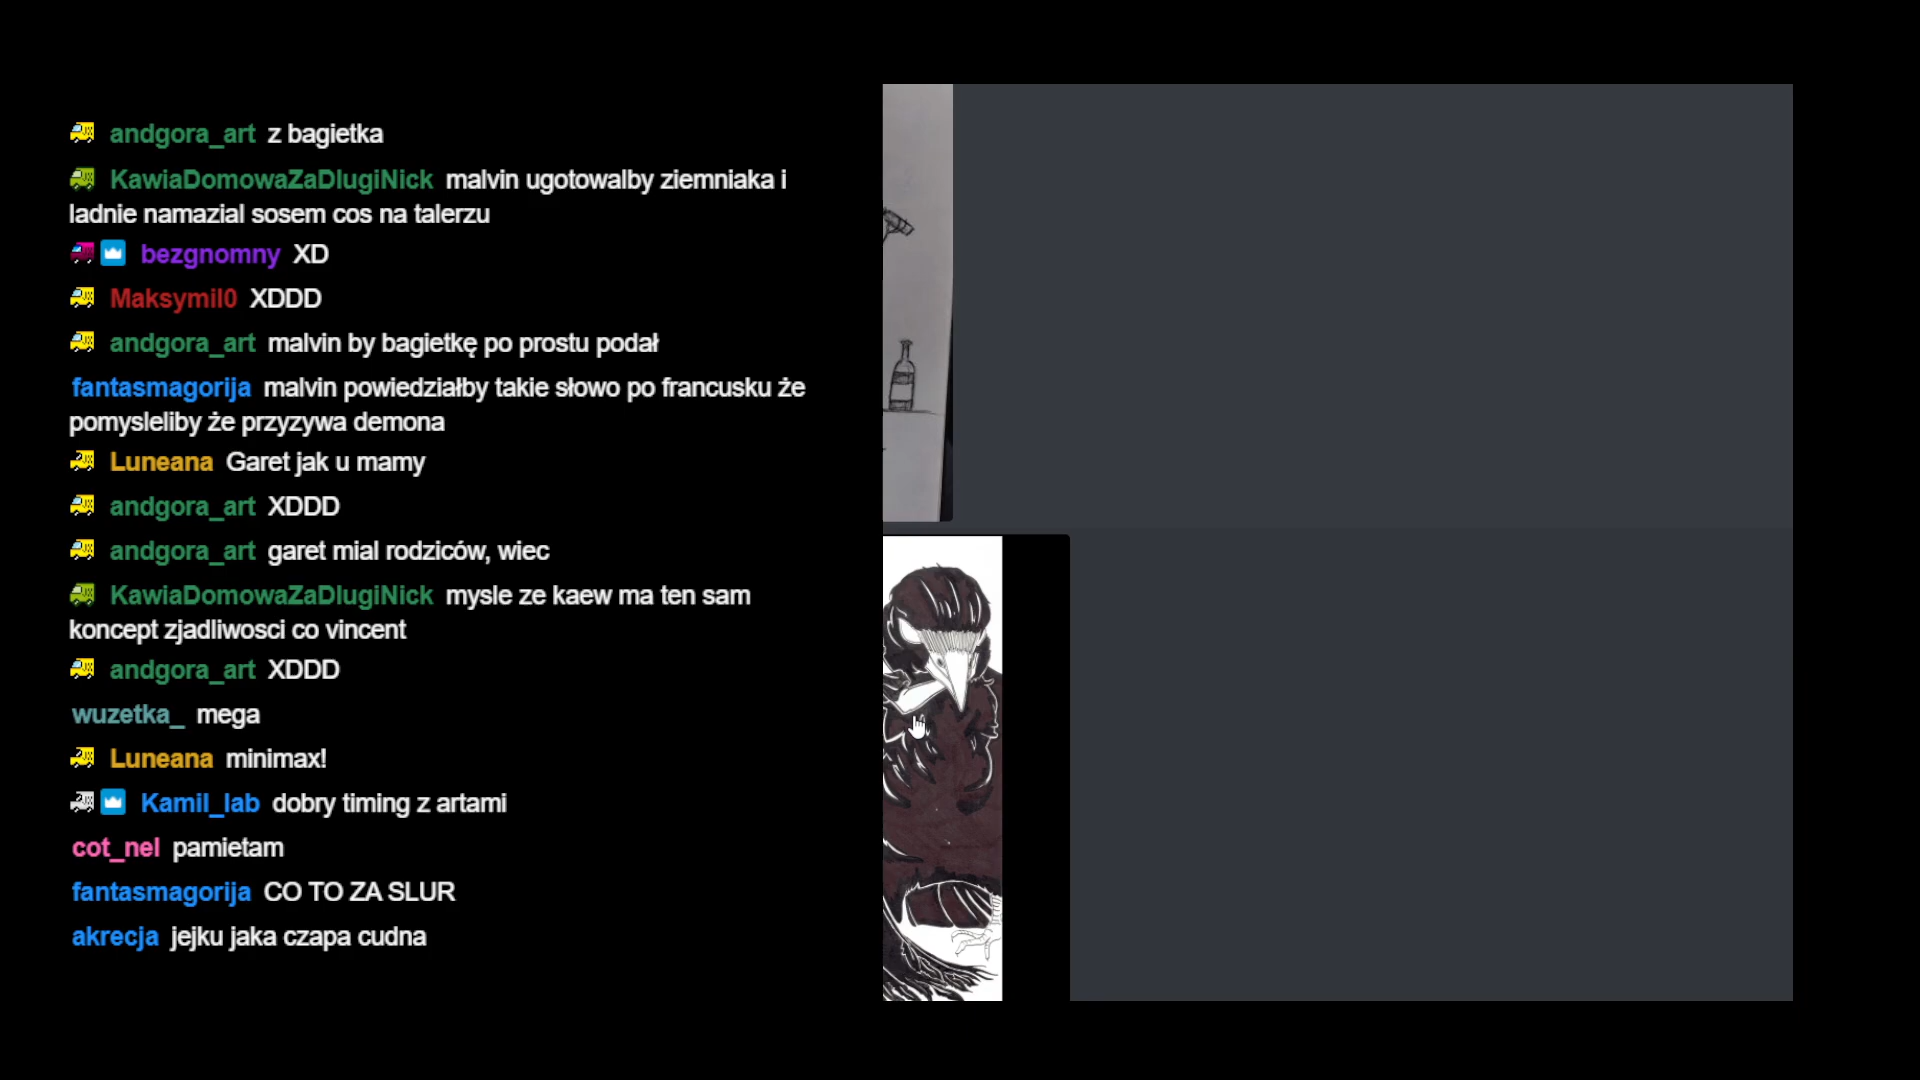 andgora_art z bagietka
KawiaDomowaZaDlugiNick malvin ugotowalby ziemniaka i
ladnie namazial sosem cos na talerzu
bezgnomny XD
Maksymil0 XDDD
andgora_art malvin by bagietkę po prostu podał
fantasmagorija malvin powiedziałby takie słowo po francusku że
pomysleliby że przyzywa demona
Luneana Garet jak u mamy
andgora_art XDDD
andgora_art garet mial rodziców, wiec
KawiaDomowaZaDlugiNick mysle ze kaew ma ten sam
koncept zjadliwosci co vincent
andgora_art XDDD
wuzetka_ mega
Luneana minimax!
Kamil_lab dobry timing z artami
cot_nel pamietam
fantasmagorija CO TO ZA SLUR
akrecja jejku jaka czapa cudna